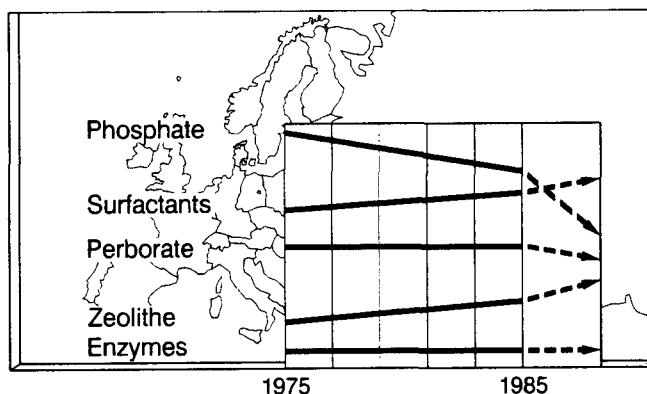 Phosphate
Surfactants
Perborate
Zeolithe
Enzymes
1975 1985